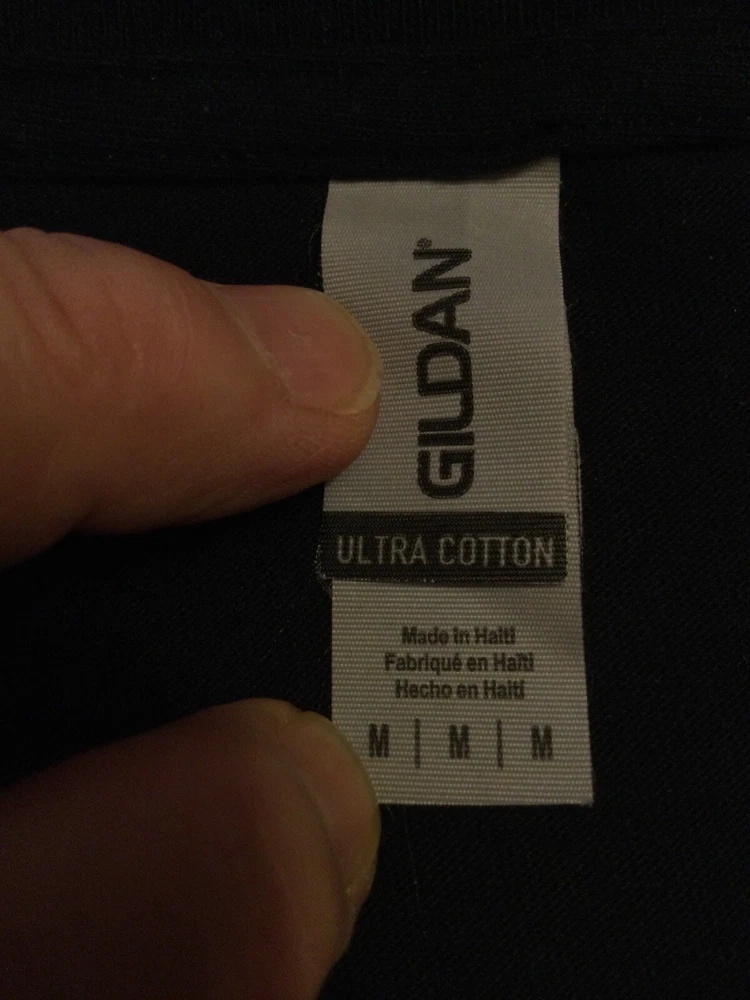 GILDAN®
ULTRA COTTON
Made in Haiti
Fabriqué en Haïti
Hecho en Haití
M | M | M